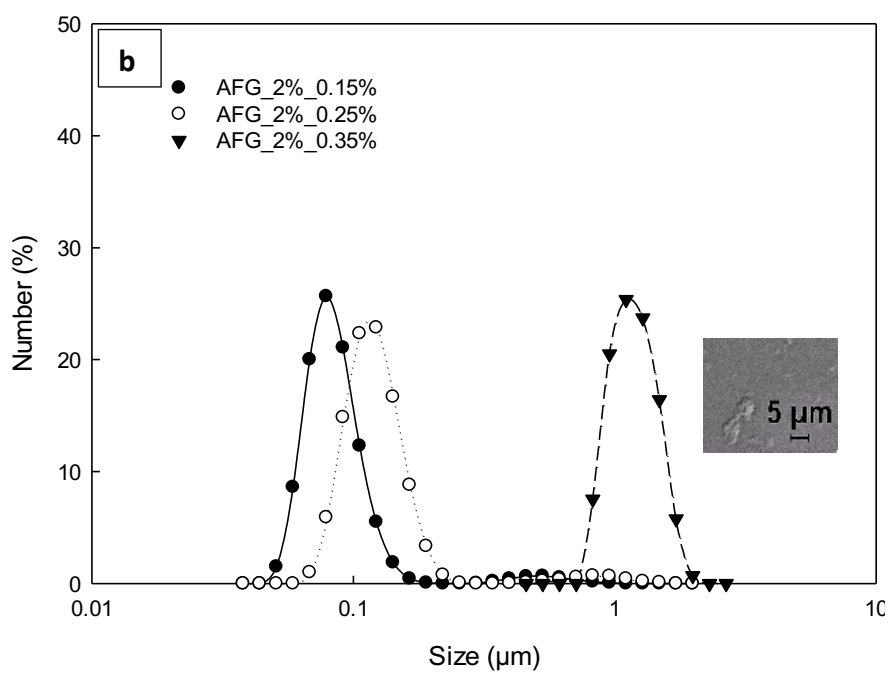 b
AFG_2%_0.15%
AFG_2%_0.25%
AFG_2%_0.35%
50
40
30
20
10
0
Number (%)
5 µm
0.01 0.1 1 10
Size (µm)